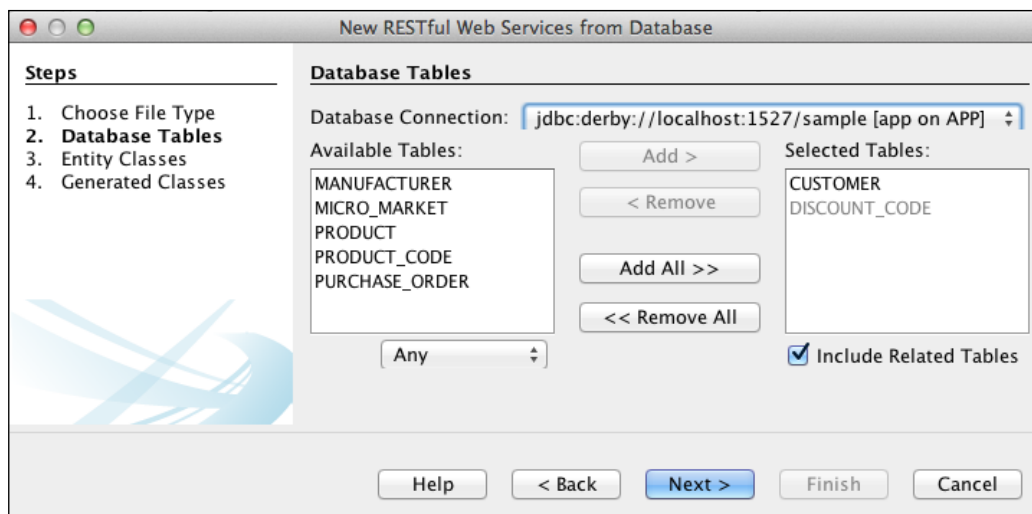 New RESTful Web Services from Database
Steps
1. Choose File Type
2. Database Tables
3. Entity Classes
4. Generated Classes
Database Tables
Database Connection: jdbc:derby://localhost:1527/sample [app on APP]
Available Tables:
MANUFACTURER
MICRO_MARKET
PRODUCT
PRODUCT_CODE
PURCHASE_ORDER
Any
Add >
< Remove
Add All >>
<< Remove All
Selected Tables:
CUSTOMER
DISCOUNT_CODE
Include Related Tables
Help
< Back
Next >
Finish
Cancel